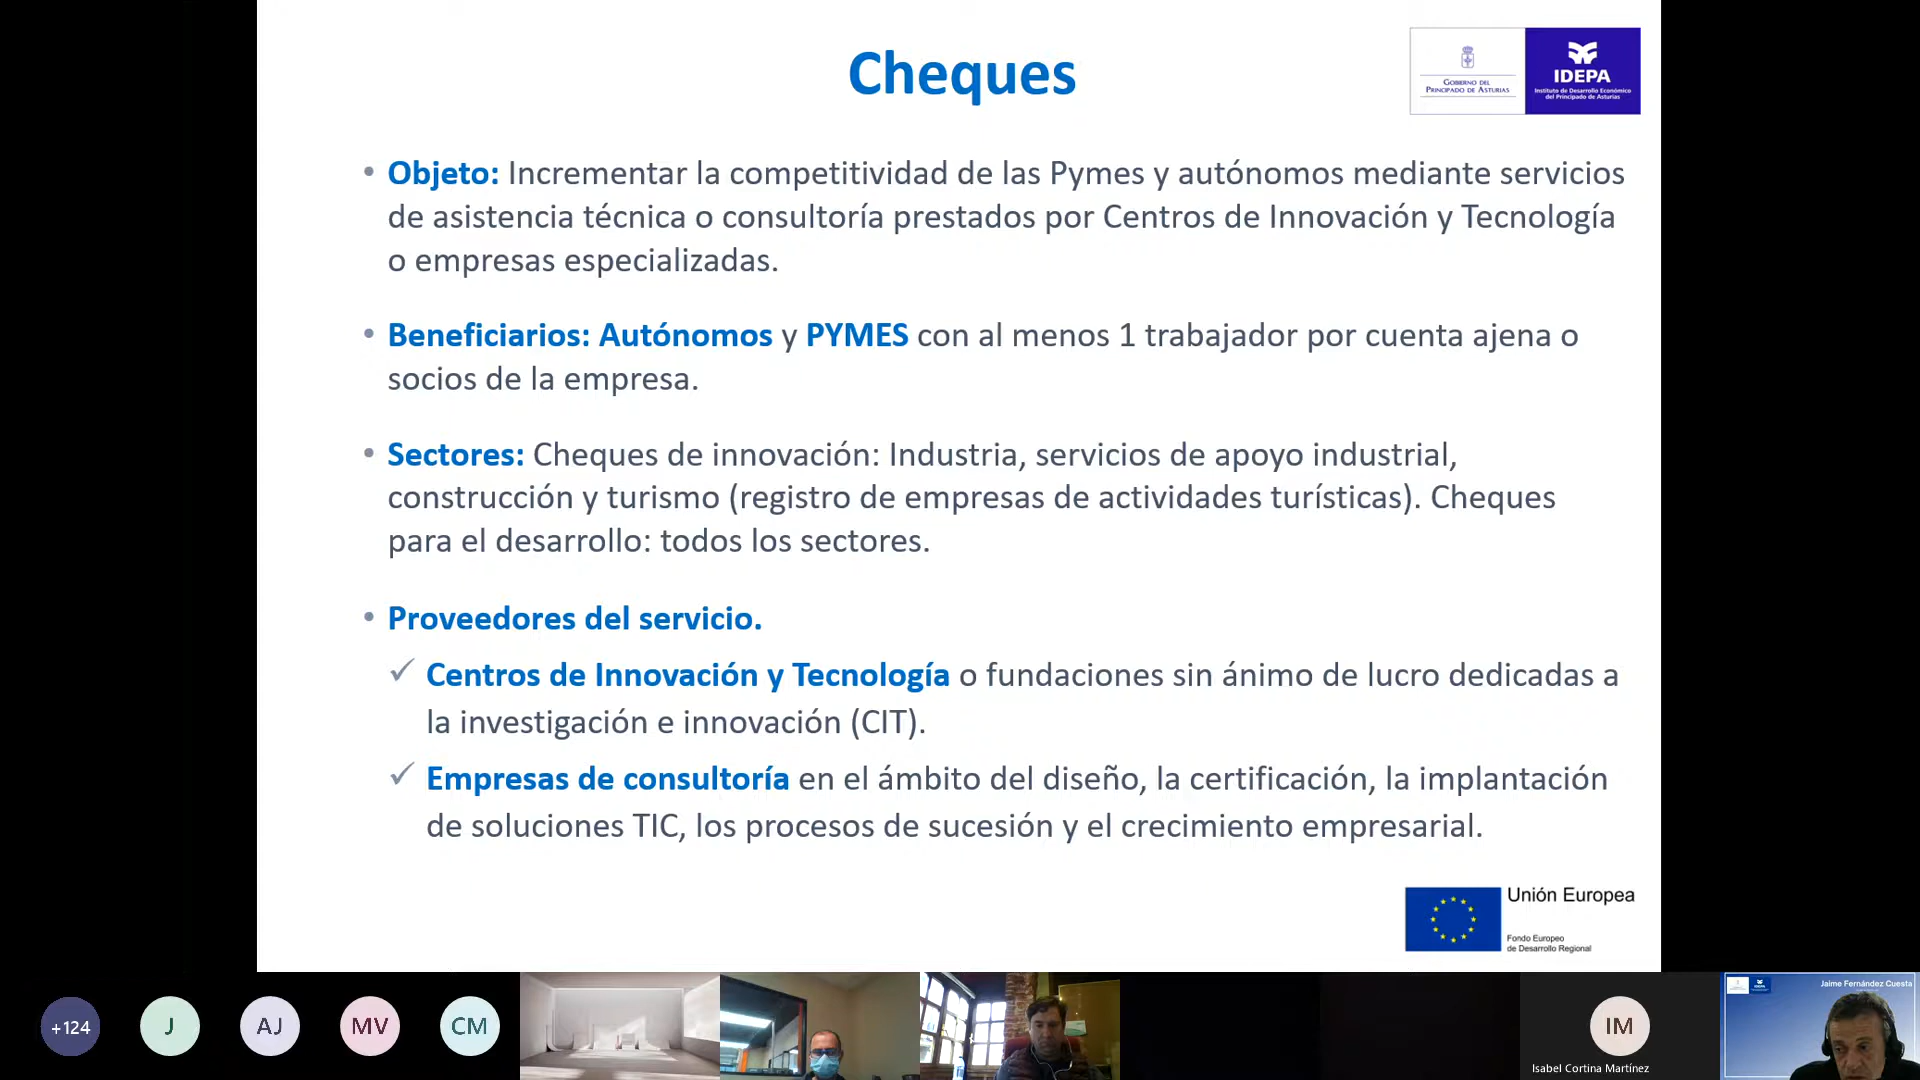 Cheques
GOBIERNO DEL
PRINCIPADO DE ASTURIAS
IDEPA
Instituto de Desarrollo Económico
del Principado de Asturias
• Objeto: Incrementar la competitividad de las Pymes y autónomos mediante servicios
de asistencia técnica o consultoría prestados por Centros de Innovación y Tecnología
o empresas especializadas.
• Beneficiarios: Autónomos y PYMES con al menos 1 trabajador por cuenta ajena o
socios de la empresa.
• Sectores: Cheques de innovación: Industria, servicios de apoyo industrial,
construcción y turismo (registro de empresas de actividades turísticas). Cheques
para el desarrollo: todos los sectores.
• Proveedores del servicio.
✓ Centros de Innovación y Tecnología o fundaciones sin ánimo de lucro dedicadas a
la investigación e innovación (CIT).
✓ Empresas de consultoría en el ámbito del diseño, la certificación, la implantación
de soluciones TIC, los procesos de sucesión y el crecimiento empresarial.
Unión Europea
Fondo Europeo
de Desarrollo Regional
+124
J
AJ
MV
CM
IM
Isabel Cortina Martínez
Jaime Fernández Cuesta